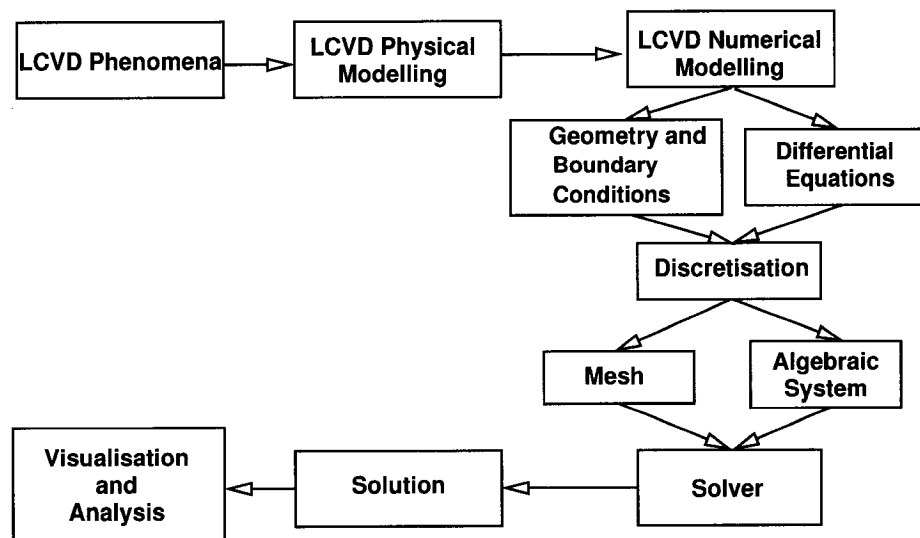 LCVD Phenomena
LCVD Physical
Modelling
LCVD Numerical
Modelling
Geometry and
Boundary
Conditions
Differential
Equations
Discretisation
Mesh
Algebraic
System
Visualisation
and
Analysis
Solution
Solver